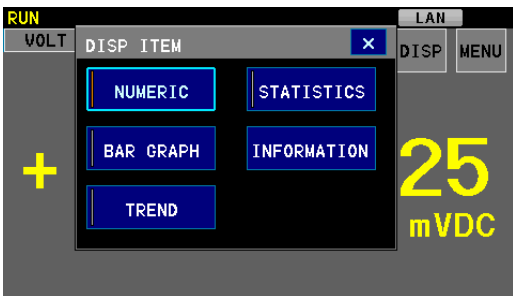 RUN LAN
VOLT DISP ITEM × DISP MENU
NUMERIC STATISTICS
BAR GRAPH INFORMATION
TREND
+ 25
mVDC